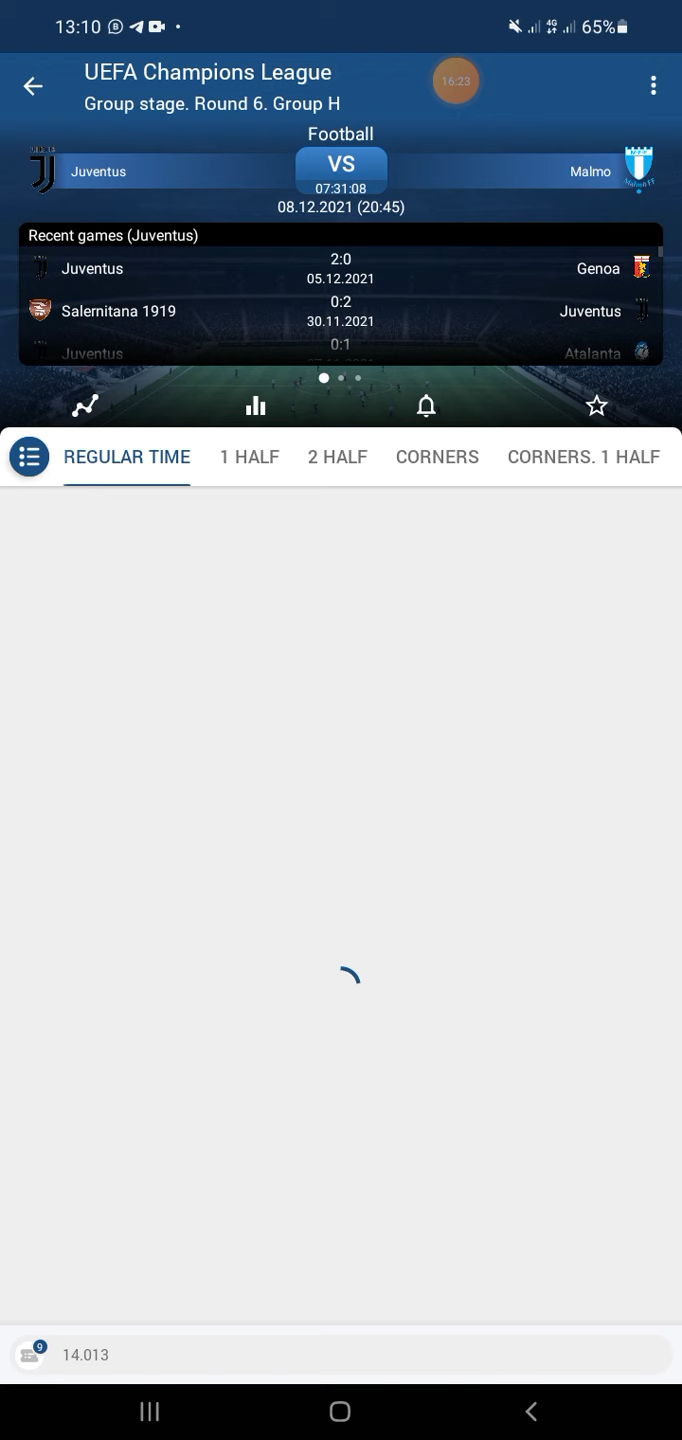 13:10
4G
65%
UEFA Champions League
16:23
Group stage. Round 6. Group H
Football
Juventus
VS
Malmo
07:31:08
08.12.2021 (20:45)
Recent games (Juventus)
Juventus
2:0
Genoa
05.12.2021
Salernitana 1919
0:2
Juventus
30.11.2021
Juventus
0:1
Atalanta
REGULAR TIME
1 HALF
2 HALF
CORNERS
CORNERS. 1 HALF
9
14.013